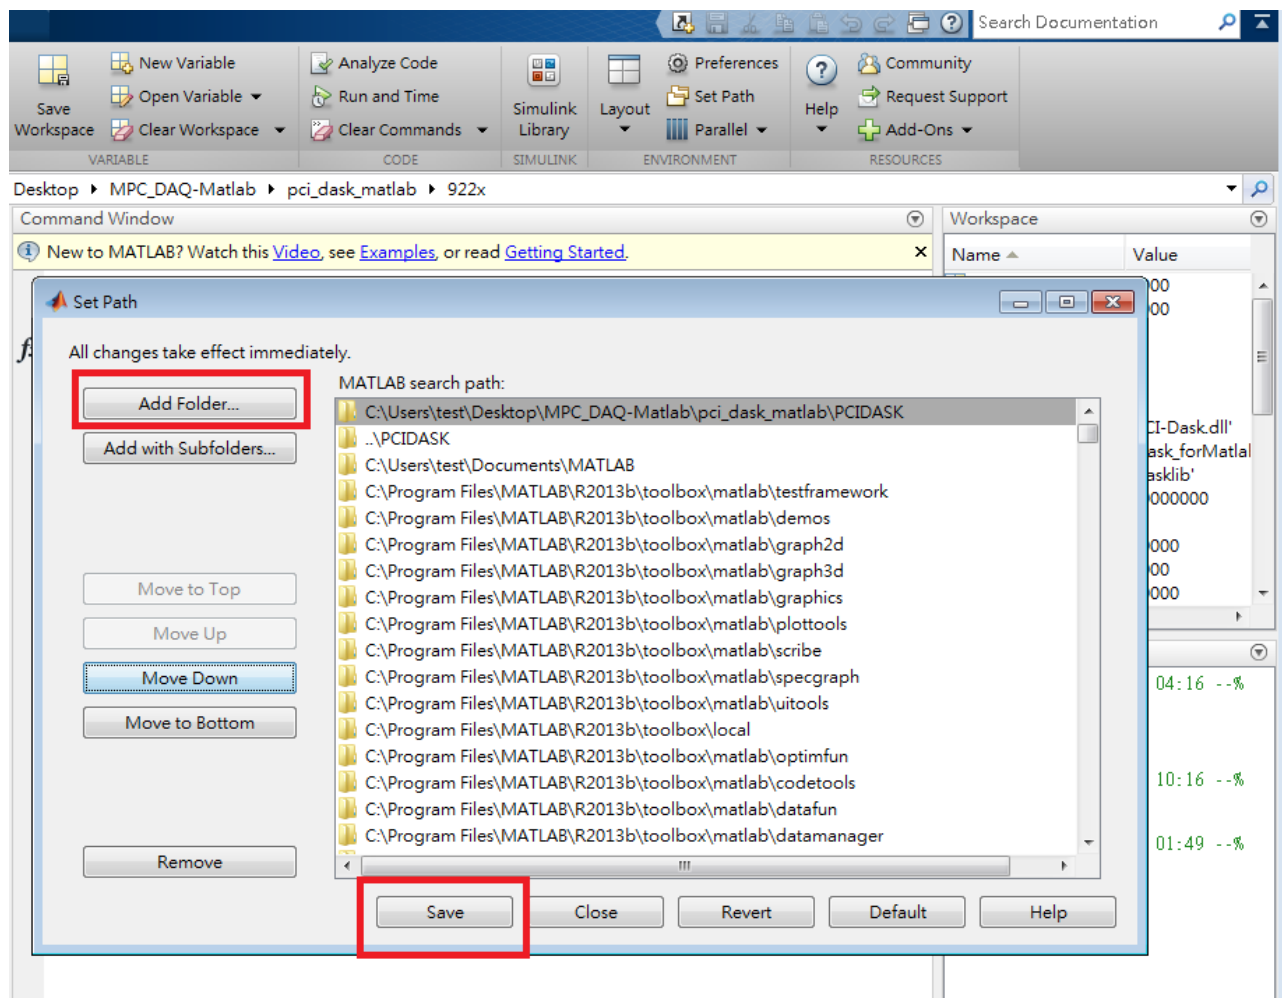 Search Documentation
New Variable
Analyze Code
Preferences
Community
Open Variable
Run and Time
Set Path
Request Support
Save Workspace
Clear Workspace
Clear Commands
Simulink Library
Layout
Parallel
Help
Add-Ons
VARIABLE
CODE
SIMULINK
ENVIRONMENT
RESOURCES
Desktop MPC_DAQ-Matlab pci_dask_matlab 922x
Command Window
Workspace
New to MATLAB? Watch this Video, see Examples, or read Getting Started.
Name
Value
Set Path
All changes take effect immediately.
MATLAB search path:
Add Folder...
Add with Subfolders...
Move to Top
Move Up
Move Down
Move to Bottom
Remove
C:\Users\test\Desktop\MPC_DAQ-Matlab\pci_dask_matlab\PCIDASK
..\PCIDASK
C:\Users\test\Documents\MATLAB
C:\Program Files\MATLAB\R2013b\toolbox\matlab\testframework
C:\Program Files\MATLAB\R2013b\toolbox\matlab\demos
C:\Program Files\MATLAB\R2013b\toolbox\matlab\graph2d
C:\Program Files\MATLAB\R2013b\toolbox\matlab\graph3d
C:\Program Files\MATLAB\R2013b\toolbox\matlab\graphics
C:\Program Files\MATLAB\R2013b\toolbox\matlab\plottools
C:\Program Files\MATLAB\R2013b\toolbox\matlab\scribe
C:\Program Files\MATLAB\R2013b\toolbox\matlab\specgraph
C:\Program Files\MATLAB\R2013b\toolbox\matlab\uitools
C:\Program Files\MATLAB\R2013b\toolbox\local
C:\Program Files\MATLAB\R2013b\toolbox\matlab\optimfun
C:\Program Files\MATLAB\R2013b\toolbox\matlab\codetools
C:\Program Files\MATLAB\R2013b\toolbox\matlab\datafun
C:\Program Files\MATLAB\R2013b\toolbox\matlab\datamanager
Save
Close
Revert
Default
Help
CI-Dask.dll'
ask_forMatlal
asklib'
0000000
0000
000
0000
04:16 --%
10:16 --%
01:49 --%